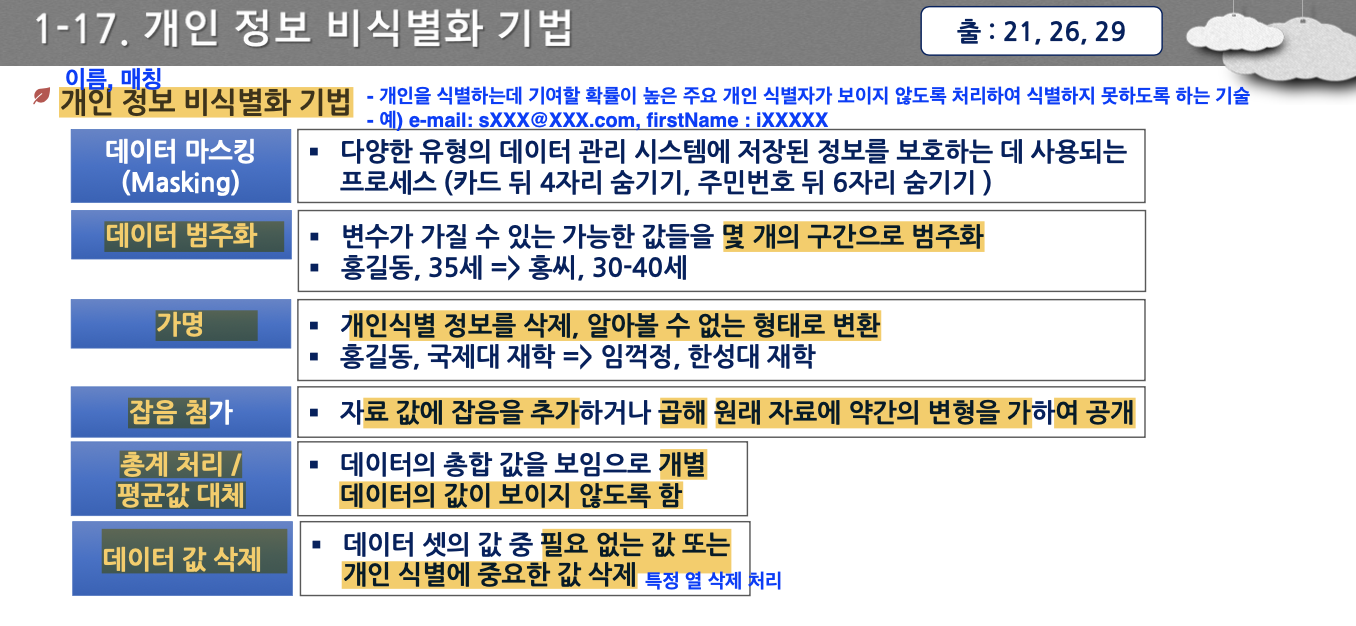 1-17. 개인 정보 비식별화 기법
출 : 21, 26, 29
이름, 매칭
개인 정보 비식별화 기법
- 개인을 식별하는데 기여할 확률이 높은 주요 개인 식별자가 보이지 않도록 처리하여 식별하지 못하도록 하는 기술
- 예) e-mail: sXXX@XXX.com, firstName : iXXXXX
데이터 마스킹
(Masking)
▪ 다양한 유형의 데이터 관리 시스템에 저장된 정보를 보호하는 데 사용되는
프로세스 (카드 뒤 4자리 숨기기, 주민번호 뒤 6자리 숨기기 )
데이터 범주화
▪ 변수가 가질 수 있는 가능한 값들을 몇 개의 구간으로 범주화
▪ 홍길동, 35세 => 홍씨, 30-40세
가명
▪ 개인식별 정보를 삭제, 알아볼 수 없는 형태로 변환
▪ 홍길동, 국제대 재학 => 임꺽정, 한성대 재학
잡음 첨가
▪ 자료 값에 잡음을 추가하거나 곱해 원래 자료에 약간의 변형을 가하여 공개
총계 처리 /
평균값 대체
▪ 데이터의 총합 값을 보임으로 개별
데이터의 값이 보이지 않도록 함
데이터 값 삭제
▪ 데이터 셋의 값 중 필요 없는 값 또는
개인 식별에 중요한 값 삭제 특정 열 삭제 처리